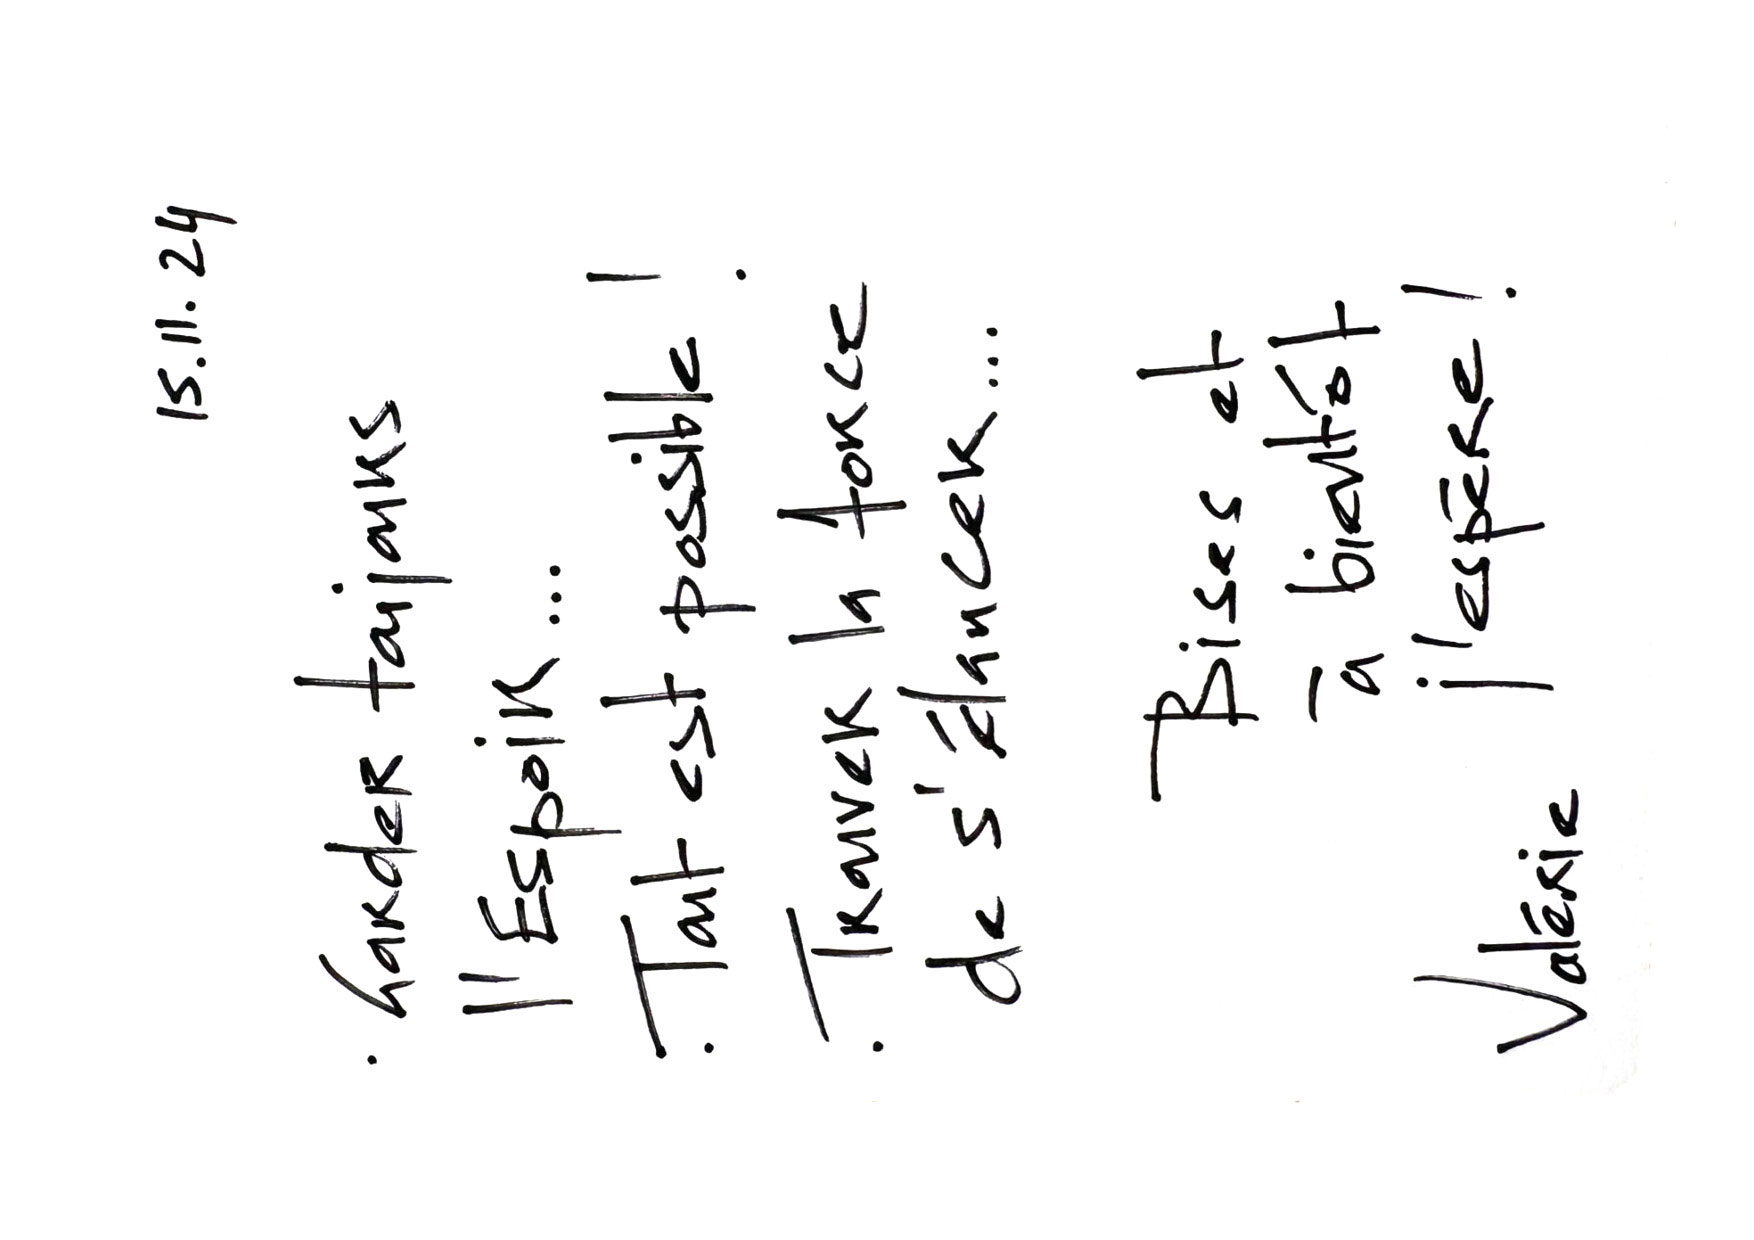 15.11.24
. Garder toujours
l'Espoir...
. Tout est possible !
. Trouver la force
de s'élancer...
Bises et
à bientôt
j'espère !
Valérie